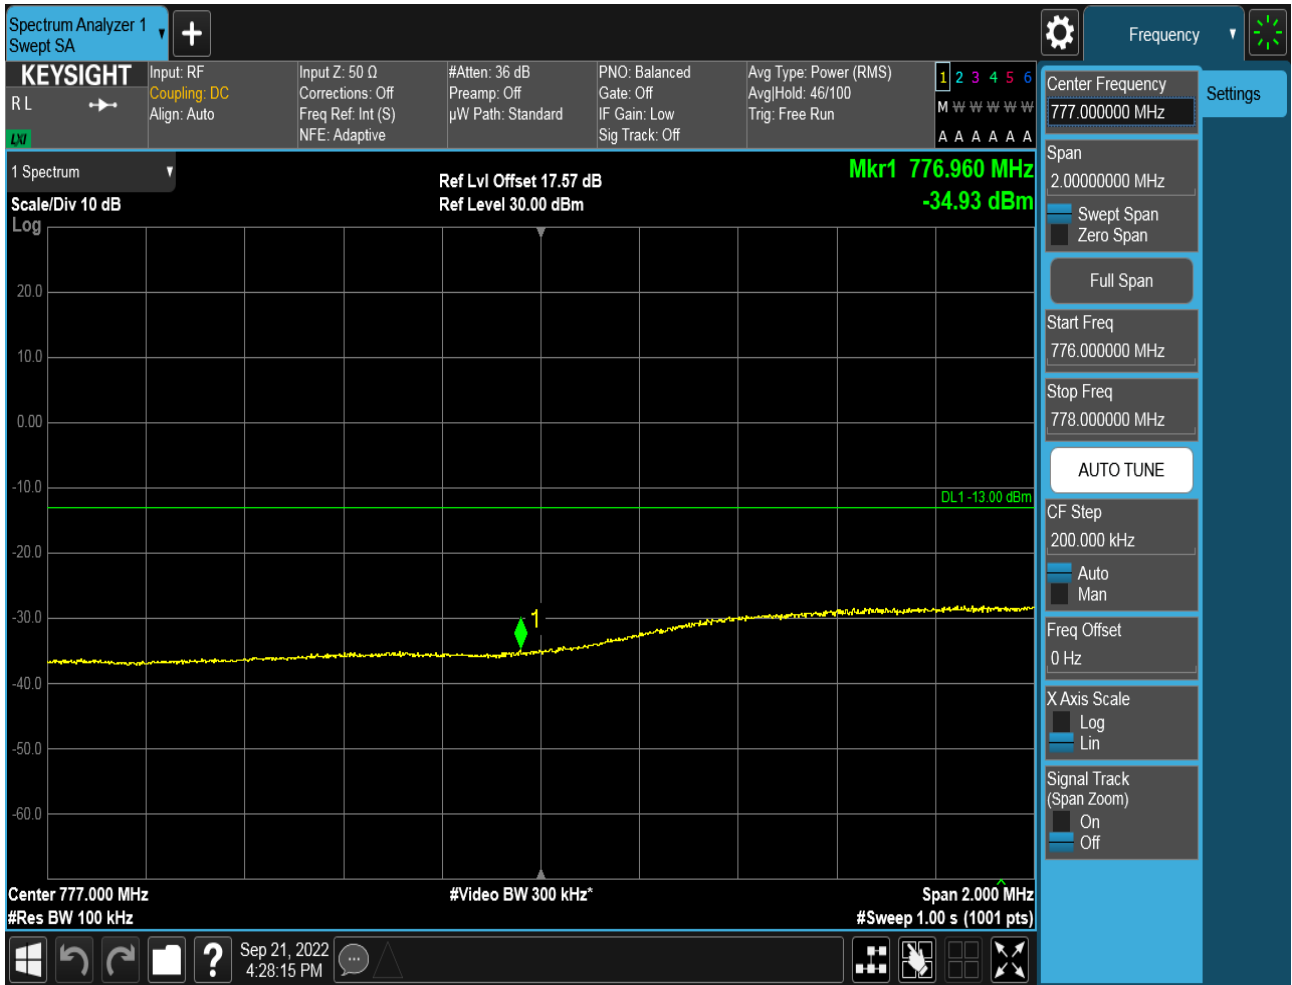 Spectrum Analyzer 1
Swept SA
Frequency
KEYSIGHT
R L
LXI
Input: RF
Coupling: DC
Align: Auto
Input Z: 50 Ω
Corrections: Off
Freq Ref: Int (S)
NFE: Adaptive
#Atten: 36 dB
Preamp: Off
µW Path: Standard
PNO: Balanced
Gate: Off
IF Gain: Low
Sig Track: Off
Avg Type: Power (RMS)
Avg|Hold: 46/100
Trig: Free Run
1 2 3 4 5 6
M W W W W W
A A A A A A
1 Spectrum
Scale/Div 10 dB
Log
Ref Lvl Offset 17.57 dB
Ref Level 30.00 dBm
Mkr1 776.960 MHz
-34.93 dBm
20.0
10.0
0.00
-10.0
DL1 -13.00 dBm
-20.0
-30.0
1
-40.0
-50.0
-60.0
Center 777.000 MHz
#Res BW 100 kHz
#Video BW 300 kHz*
Span 2.000 MHz
#Sweep 1.00 s (1001 pts)
Sep 21, 2022
4:28:15 PM
?
Center Frequency
777.000000 MHz
Settings
Span
2.00000000 MHz
Swept Span
Zero Span
Full Span
Start Freq
776.000000 MHz
Stop Freq
778.000000 MHz
AUTO TUNE
CF Step
200.000 kHz
Auto
Man
Freq Offset
0 Hz
X Axis Scale
Log
Lin
Signal Track
(Span Zoom)
On
Off